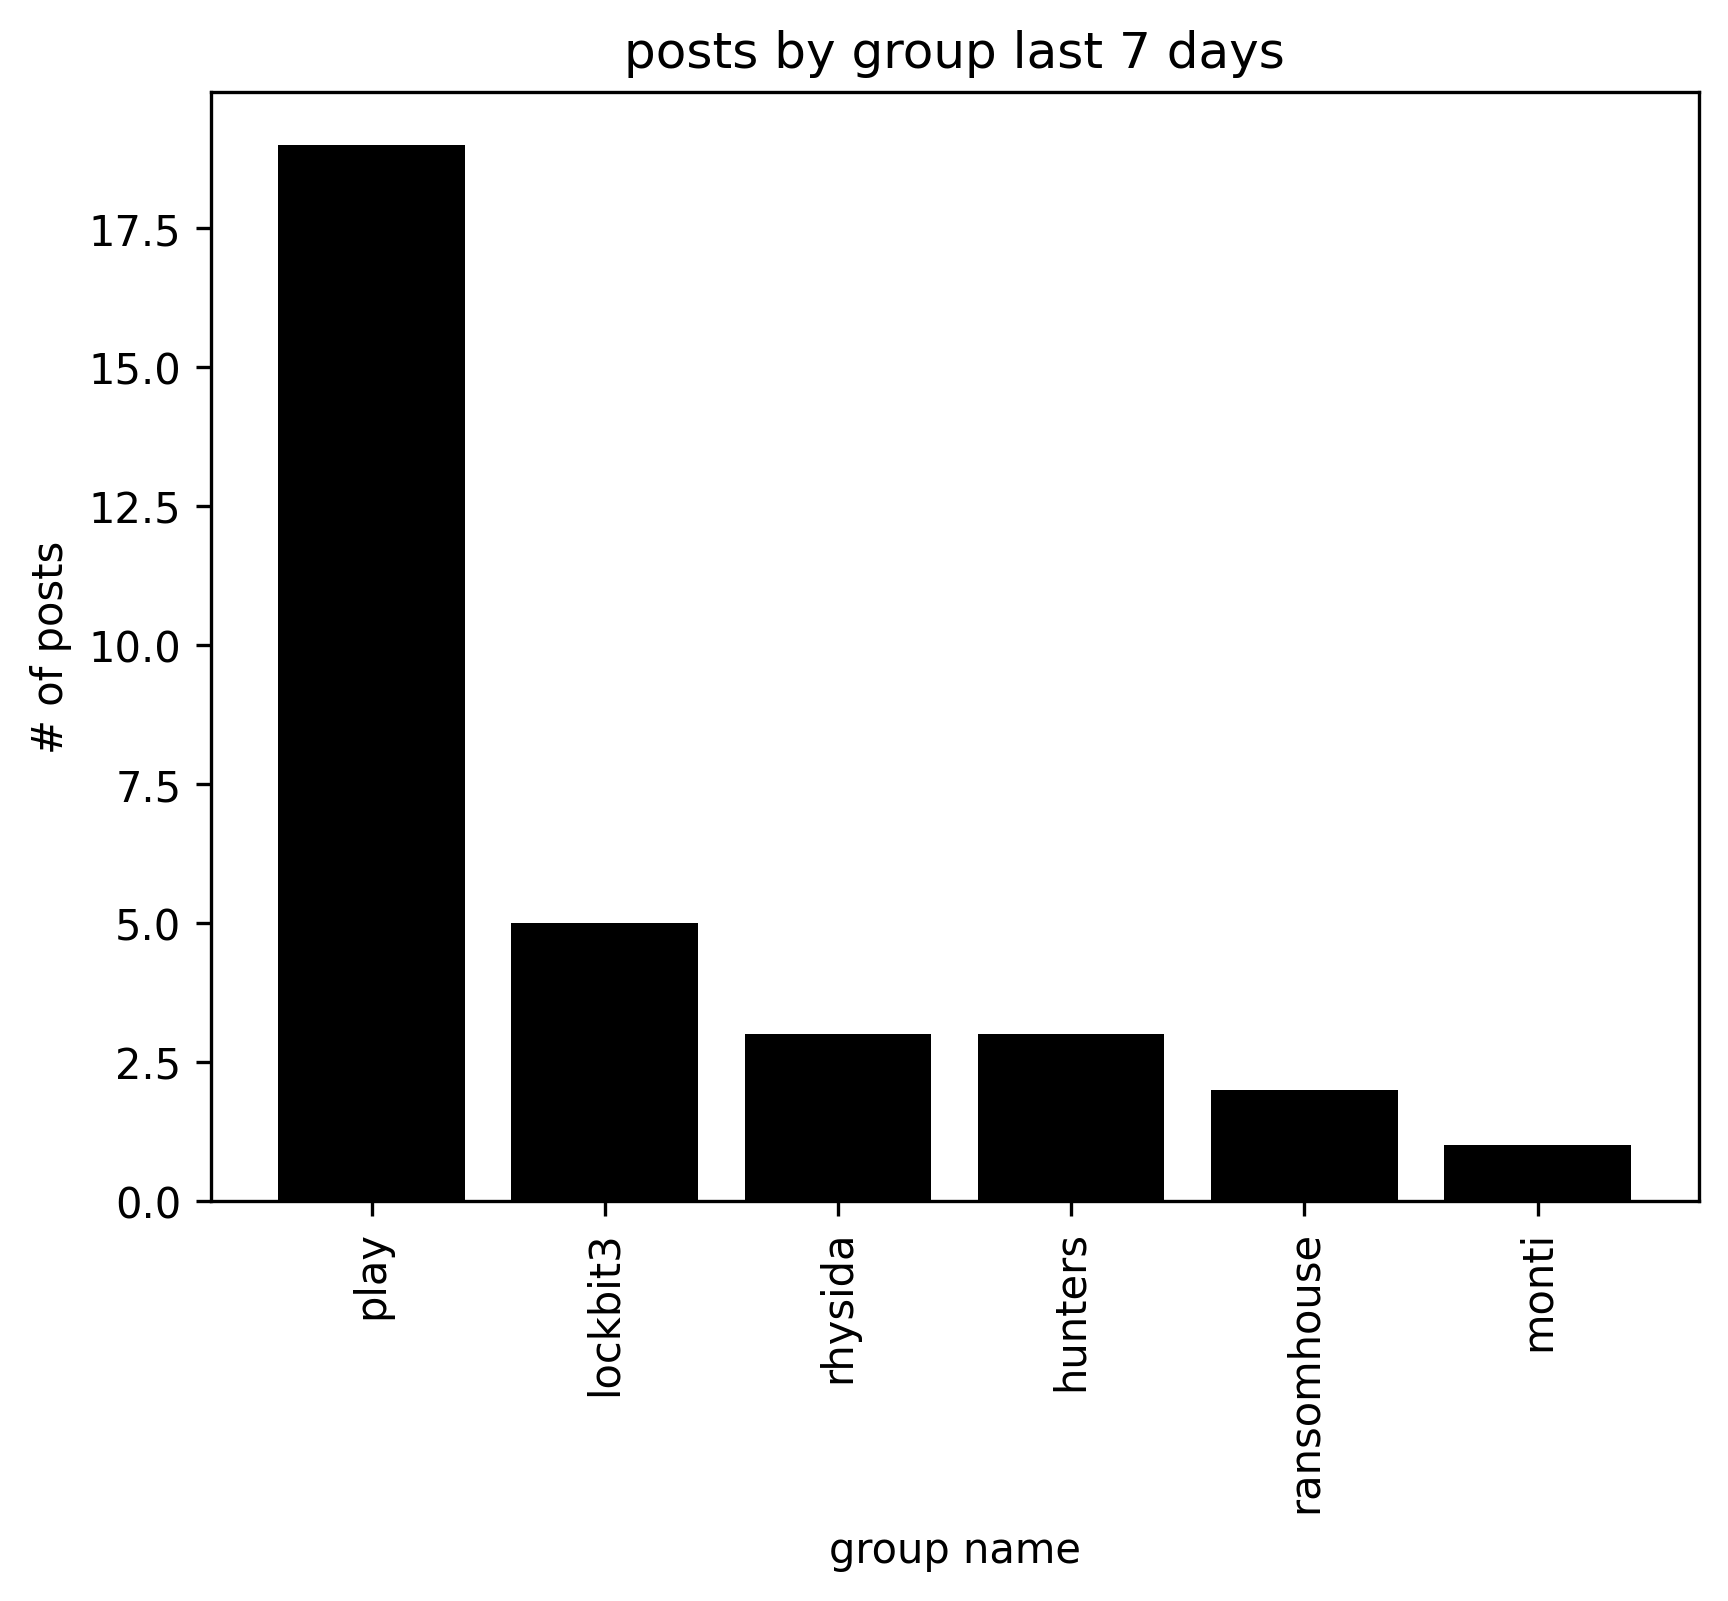 posts by group last 7 days
# of posts
17.5
15.0
12.5
10.0
7.5
5.0
2.5
0.0
play
lockbit3
rhysida
hunters
ransomhouse
monti
group name